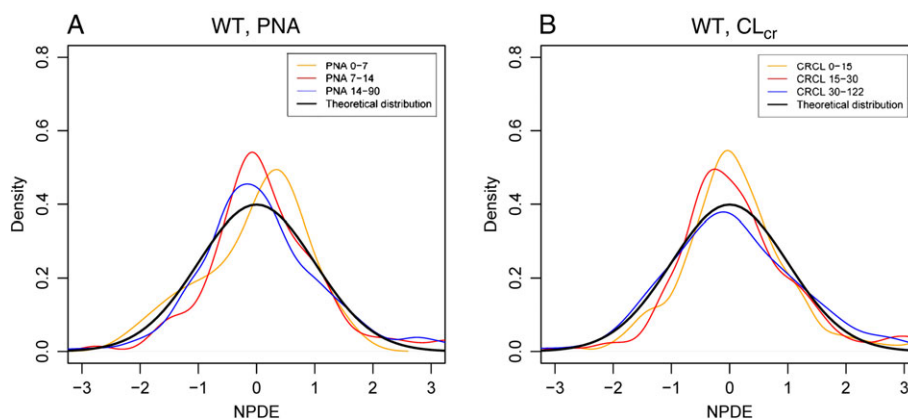 A
WT, PNA
PNA 0−7
PNA 7−14
PNA 14−90
Theoretical distribution
Density
0.0
0.2
0.4
0.6
0.8
−3 −2 −1 0 1 2 3
NPDE
B
WT, CLcr
CRCL 0−15
CRCL 15−30
CRCL 30−122
Theoretical distribution
Density
0.0
0.2
0.4
0.6
0.8
−3 −2 −1 0 1 2 3
NPDE